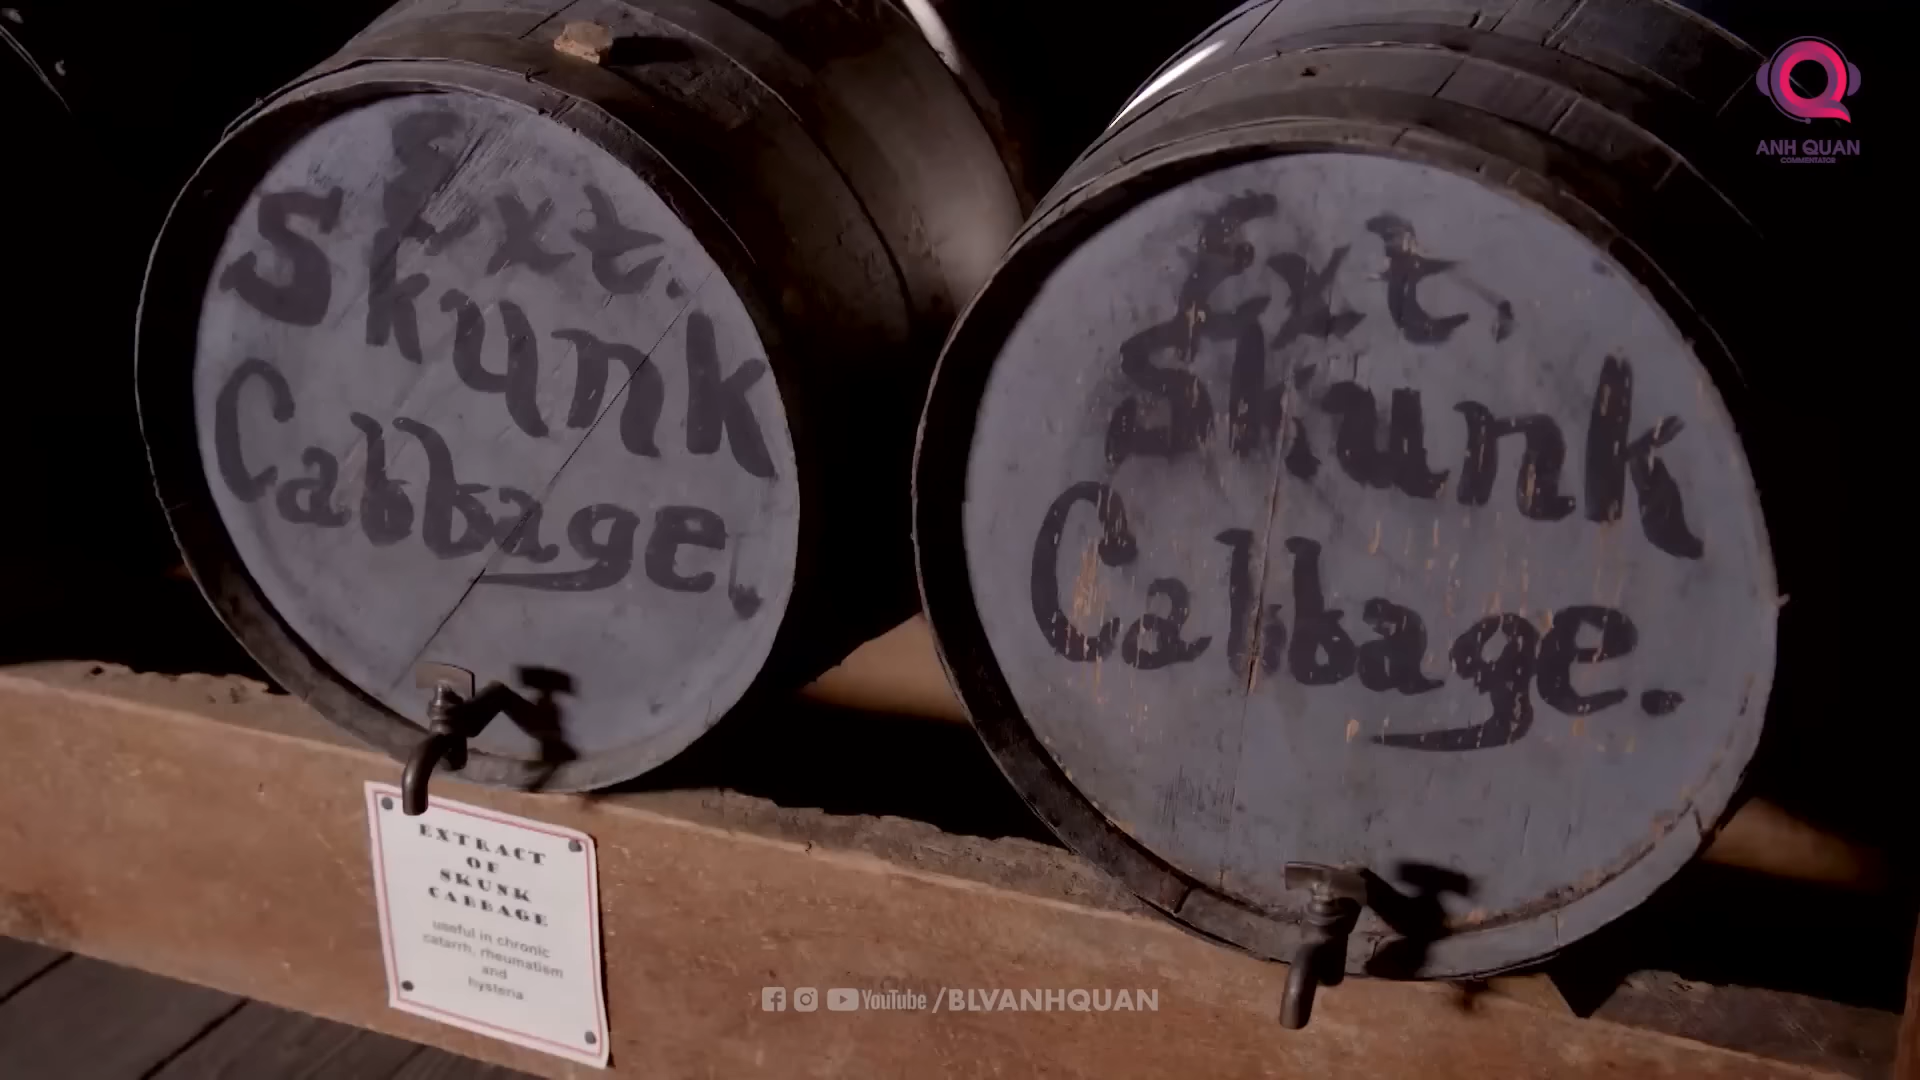 Ext.
Skunk
Cabbage.
Ext.
Skunk
Cabbage.
EXTRACT
OF
SKUNK
CABBAGE
useful in chronic
catarrh, rheumatism
and
hysteria
ANH QUAN
COMMENTATOR
YouTube /BLVANHQUAN